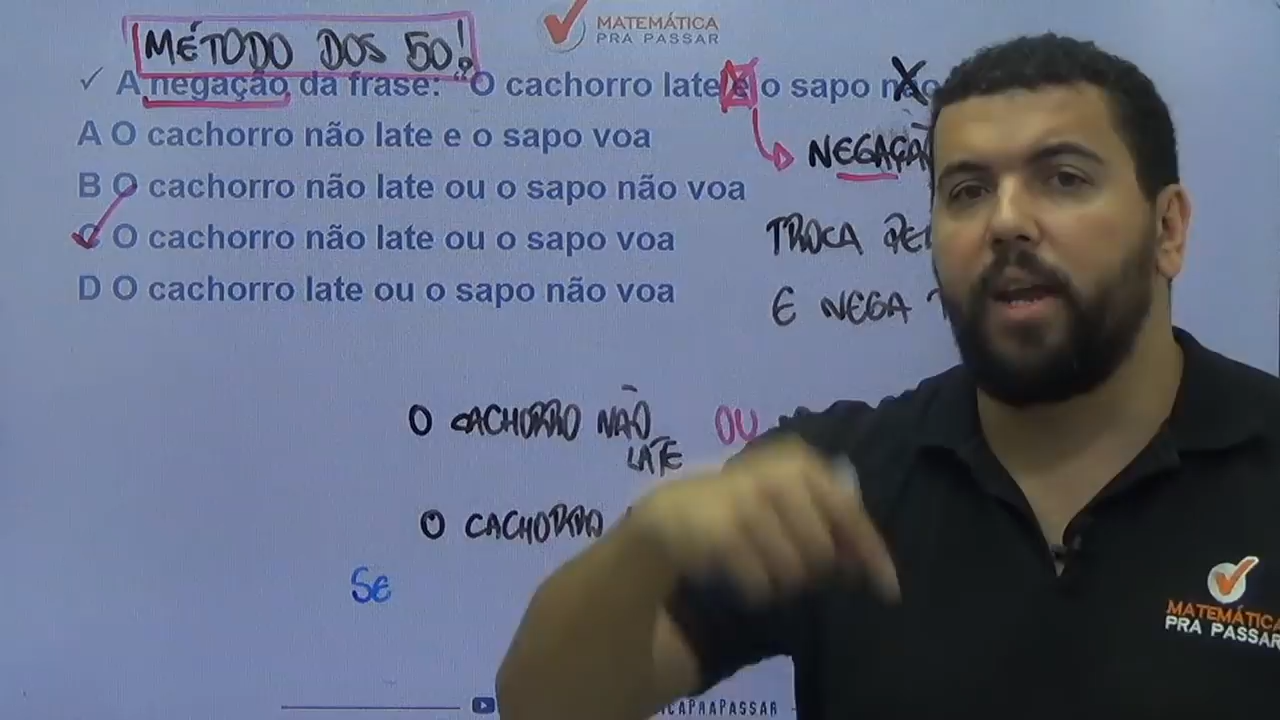 MÉTODO DOS 50!
MATEMÁTICA
PRA PASSAR
✓ A negação da frase: "O cachorro late e o sapo não
A O cachorro não late e o sapo voa
B O cachorro não late ou o sapo não voa
C O cachorro não late ou o sapo voa
D O cachorro late ou o sapo não voa
NEGAÇÃO
TROCA
E NEGA
O CACHORRO NÃO OU
LATE
O CACHORRO
SE
MATEMÁTICA
PRA PASSAR